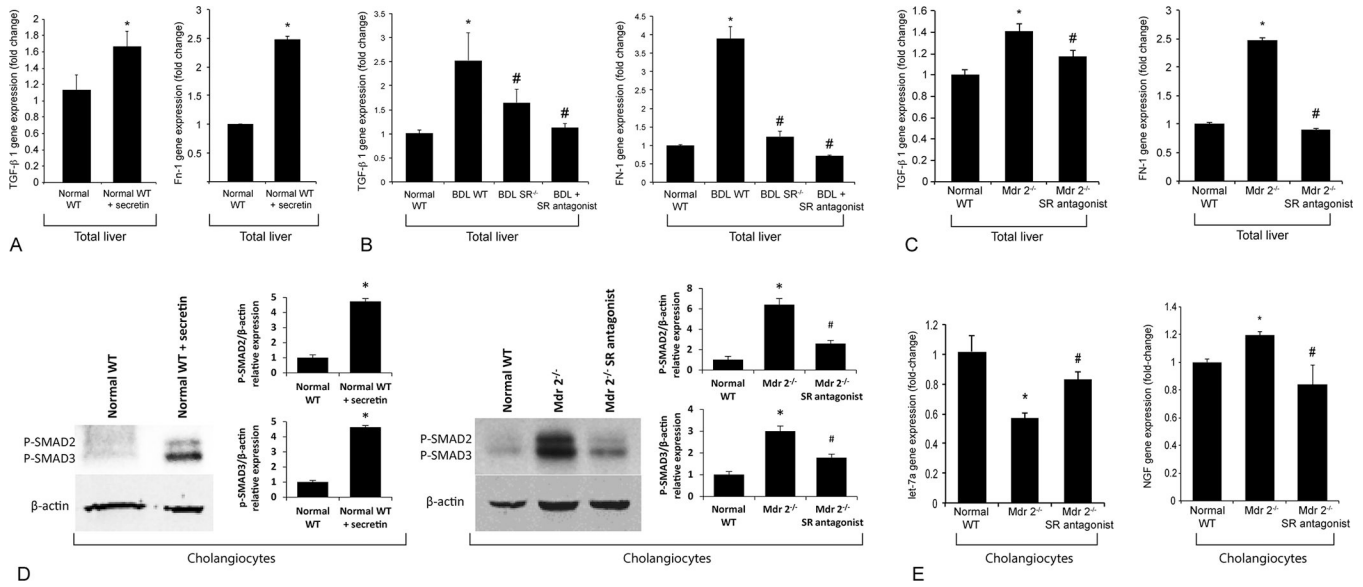 TGF-β 1 gene expression (fold change)
2
1.8
1.6
1.4
1.2
1
0.8
0.6
0.4
0.2
0
*
Normal WT
Normal WT + secretin
Total liver
Fn-1 gene expression (fold change)
3
2.5
2
1.5
1
0
*
Normal WT
Normal WT + secretin
Total liver
A
TGF-β 1 gene expression (fold change)
3.5
3
2.5
2
1.5
1
0.5
0
*
#
#
Normal WT
BDL WT
BDL SR-/-
BDL + SR antagonist
Total liver
FN-1 gene expression (fold change)
4.5
4
3.5
3
2.5
2
1.5
1
0.5
0
*
#
#
Normal WT
BDL WT
BDL SR-/-
BDL + SR antagonist
Total liver
B
TGF-β 1 gene expression (fold change)
1.6
1.4
1.2
1
0.8
0.6
0.4
0.2
0
*
#
Normal WT
Mdr 2-/-
Mdr 2-/- SR antagonist
Total liver
FN-1 gene expression (fold change)
3
2.5
2
1.5
1
0.5
0
*
#
Normal WT
Mdr 2-/-
Mdr 2-/- SR antagonist
Total liver
C
Normal WT
Normal WT + secretin
P-SMAD2
P-SMAD3
β-actin
P-SMAD2/β-actin
relative expression
5
4
3
2
1
0
*
Normal WT
Normal WT + secretin
p-SMAD3/β-actin
relative expression
5
4
3
2
1
0
*
Normal WT
Normal WT + secretin
Cholangiocytes
Normal WT
Mdr 2-/-
Mdr 2-/- SR antagonist
P-SMAD2
P-SMAD3
β-actin
P-SMAD2/β-actin
relative expression
8
6
4
2
0
*
#
Normal WT
Mdr 2-/-
Mdr 2-/- SR antagonist
P-SMAD3/β-actin
relative expression
4
3
2
1
0
*
#
Normal WT
Mdr 2-/-
Mdr 2-/- SR antagonist
Cholangiocytes
D
let-7a gene expression (fold-change)
1.2
1
0.8
0.6
0.4
0.2
0
*
#
Normal WT
Mdr 2-/-
Mdr 2-/- SR antagonist
Cholangiocytes
NGF gene expression (fold-change)
1.4
1.2
1
0.8
0.6
0.4
0.2
0
*
#
Normal WT
Mdr 2-/-
Mdr 2-/- SR antagonist
Cholangiocytes
E